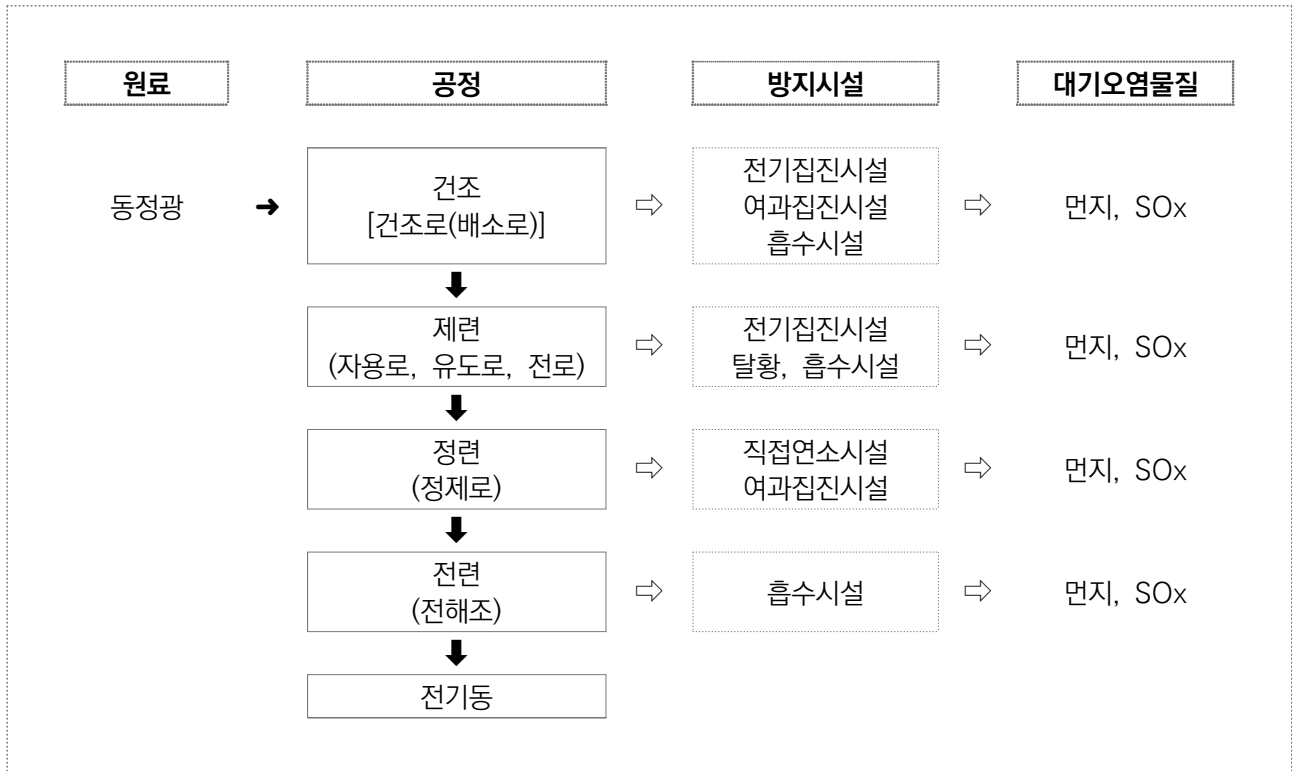 원료 공정 방지시설 대기오염물질
동정광 ➜ 건조
[건조로(배소로)] ⇨ 전기집진시설
여과집진시설
흡수시설 ⇨ 먼지, SOx
제련
(자용로, 유도로, 전로) ⇨ 전기집진시설
탈황, 흡수시설 ⇨ 먼지, SOx
정련
(정제로) ⇨ 직접연소시설
여과집진시설 ⇨ 먼지, SOx
전련
(전해조) ⇨ 흡수시설 ⇨ 먼지, SOx
전기동